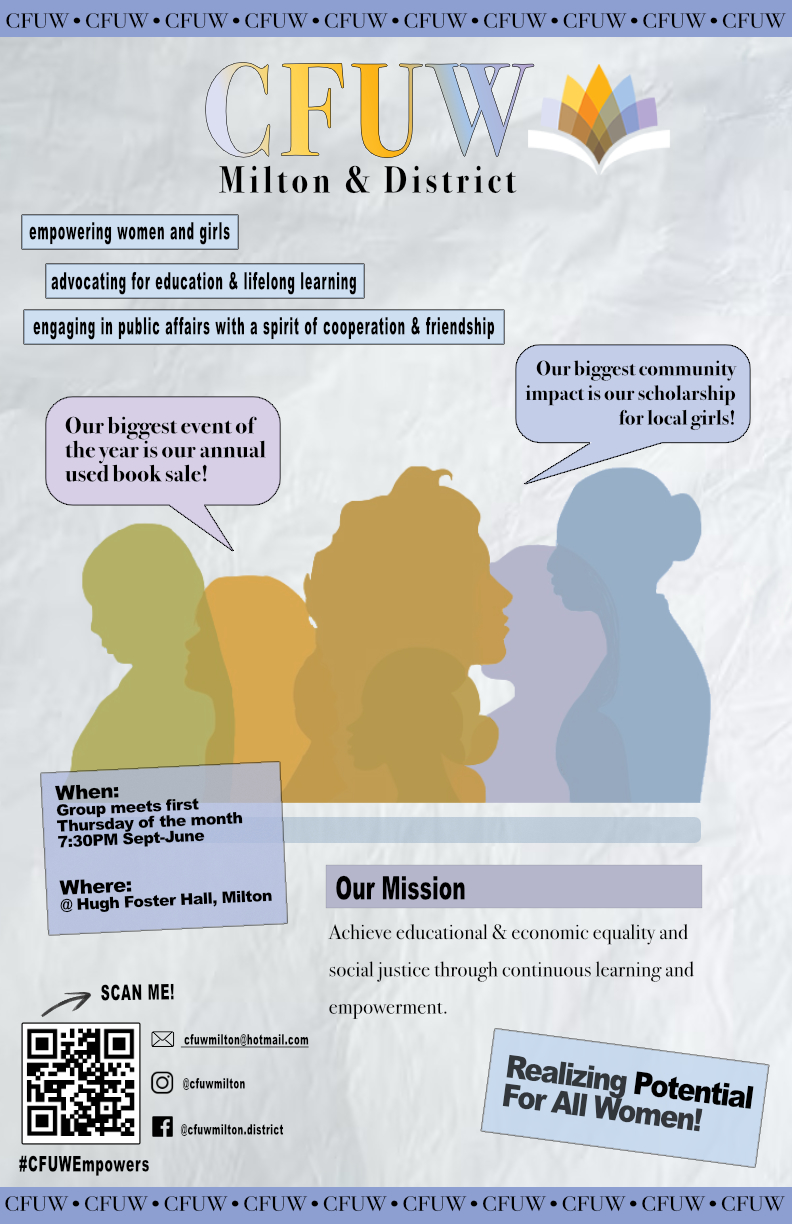 CFUW • CFUW • CFUW • CFUW • CFUW • CFUW • CFUW • CFUW • CFUW • CFUW
CFUW
Milton & District
empowering women and girls
advocating for education & lifelong learning
engaging in public affairs with a spirit of cooperation & friendship
Our biggest community
impact is our scholarship
for local girls!
Our biggest event of
the year is our annual
used book sale!
When:
Group meets first
Thursday of the month
7:30PM Sept-June
Where:
@ Hugh Foster Hall, Milton
Our Mission
Achieve educational & economic equality and
social justice through continuous learning and
empowerment.
SCAN ME!
cfuwmilton@hotmail.com
@cfuwmilton
@cfuwmilton.district
#CFUWEmpowers
Realizing Potential
For All Women!
CFUW • CFUW • CFUW • CFUW • CFUW • CFUW • CFUW • CFUW • CFUW • CFUW